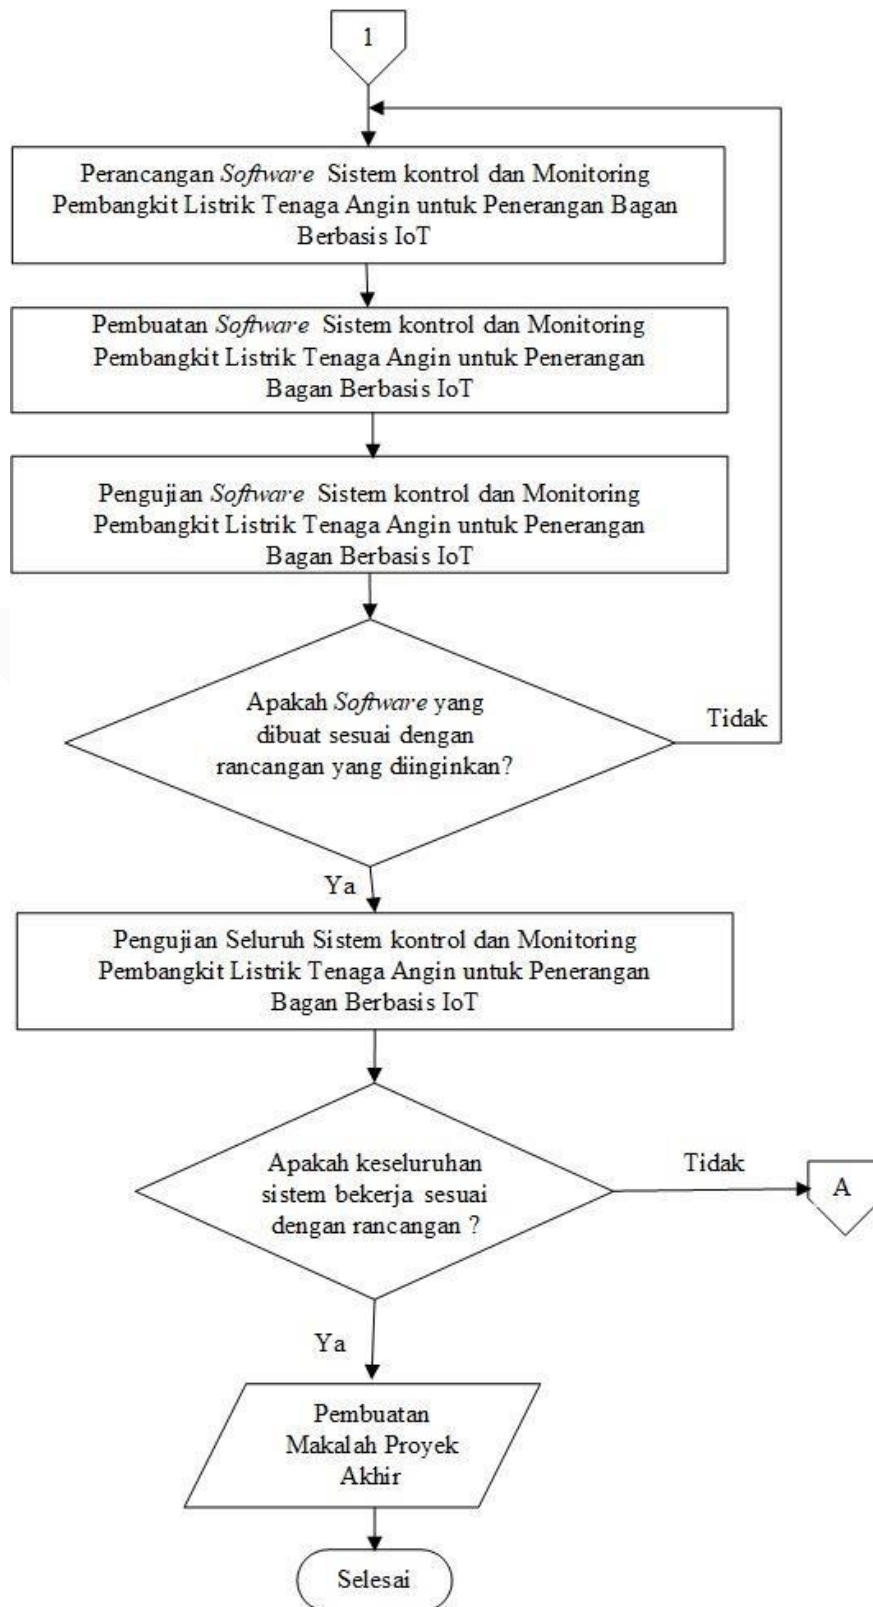 1
Perancangan Software Sistem kontrol dan Monitoring
Pembangkit Listrik Tenaga Angin untuk Penerangan Bagan
Berbasis IoT
Pembuatan Software Sistem kontrol dan Monitoring
Pembangkit Listrik Tenaga Angin untuk Penerangan
Bagan Berbasis IoT
Pengujian Software Sistem kontrol dan Monitoring
Pembangkit Listrik Tenaga Angin untuk Penerangan
Bagan Berbasis IoT
Apakah Software yang
dibuat sesuai dengan
rancangan yang diinginkan?
Tidak
Ya
Pengujian Seluruh Sistem kontrol dan Monitoring
Pembangkit Listrik Tenaga Angin untuk Penerangan
Bagan Berbasis IoT
Apakah keseluruhan
sistem bekerja sesuai
dengan rancangan ?
Tidak
A
Ya
Pembuatan
Makalah Proyek
Akhir
Selesai